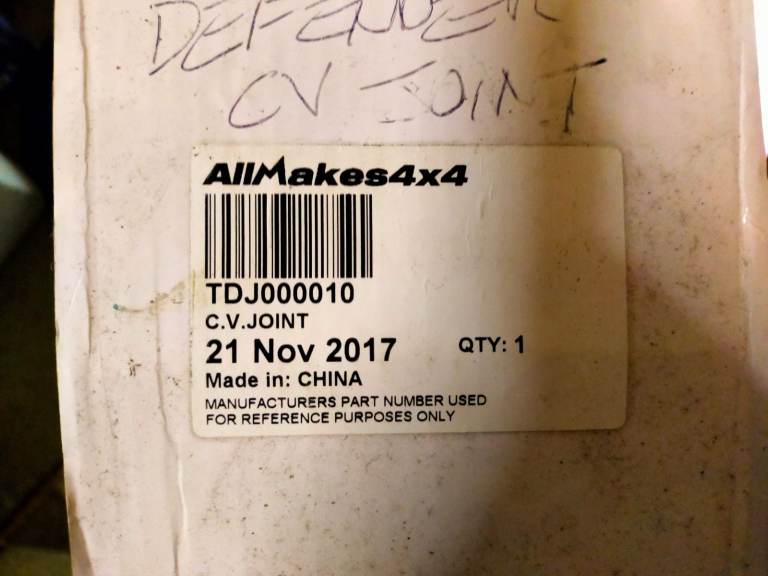 DEFENDER
CV JOINT
AllMakes4x4
TDJ000010
C.V.JOINT
21 Nov 2017 QTY: 1
Made in: CHINA
MANUFACTURERS PART NUMBER USED
FOR REFERENCE PURPOSES ONLY